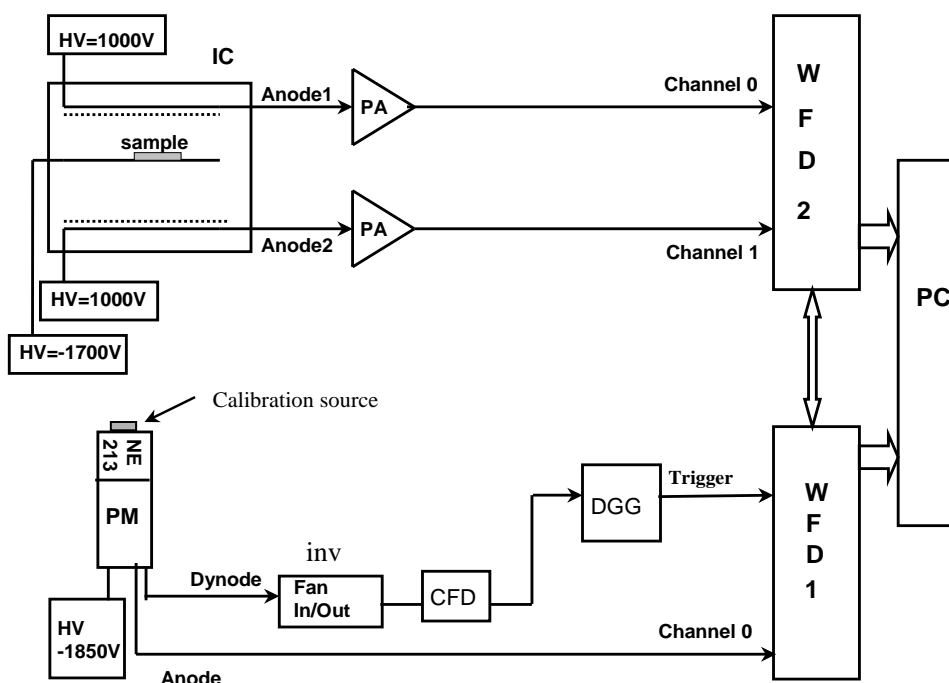 HV=1000V
IC
Anode1
PA
Channel 0
sample
Anode2
PA
Channel 1
HV=1000V
HV=-1700V
W
F
D
2
PC
Calibration source
NE
213
PM
HV
-1850V
Dynode
inv
Fan
In/Out
CFD
DGG
Trigger
Channel 0
Anode
W
F
D
1